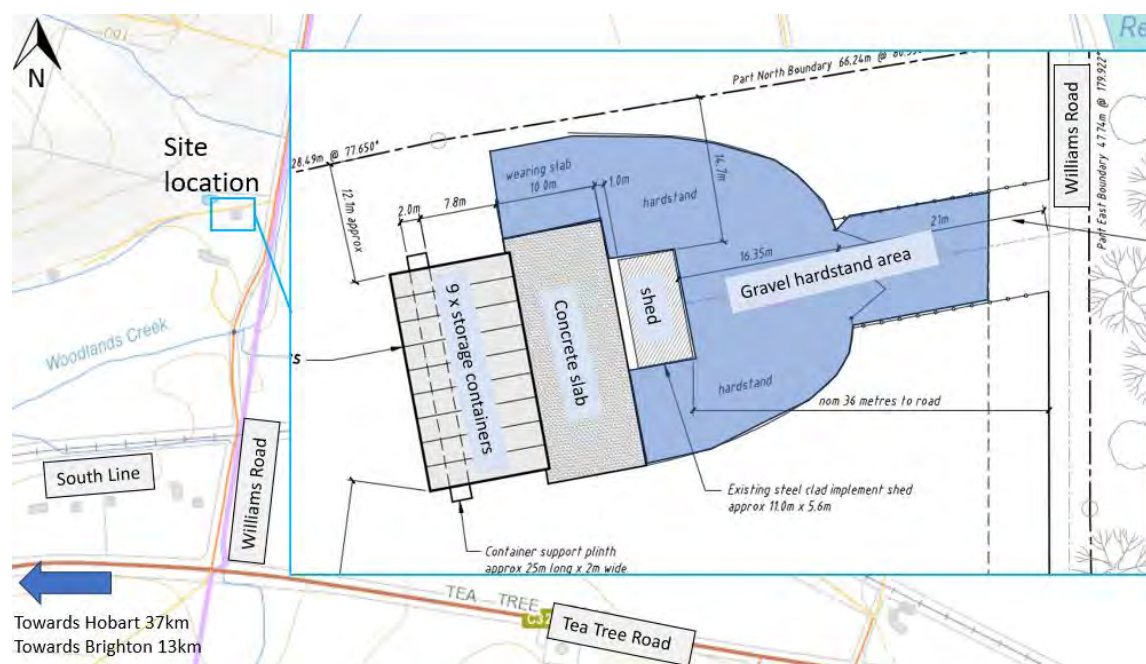 Re
N
Site
location
Woodlands Creek
South Line
Williams Road
Towards Hobart 37km
Towards Brighton 13km
TEA TREE
C32
Tea Tree Road
Part North Boundary 66.24m @
28.49m @ 77.650°
12.1m approx
2.0m
7.8m
wearing slab
10.0m
1.0m
hardstand
14.7m
16.35m
21m
Gravel hardstand area
Williams Road
Part East Boundary 47.74m @ 179.922°
9 x storage containers
Concrete slab
shed
hardstand
nom 36 metres to road
rs
Existing steel clad implement shed
approx 11.0m x 5.6m
Container support plinth
approx 25m long x 2m wide